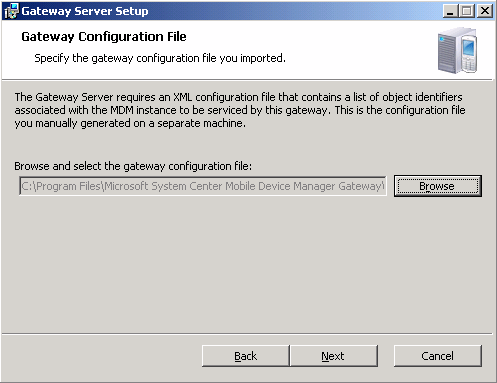 Gateway Server Setup
Gateway Configuration File
Specify the gateway configuration file you imported.
The Gateway Server requires an XML configuration file that contains a list of object identifiers
associated with the MDM instance to be serviced by this gateway. This is the configuration file
you manually generated on a separate machine.
Browse and select the gateway configuration file:
C:\Program Files\Microsoft System Center Mobile Device Manager Gateway\
Browse
Back
Next
Cancel